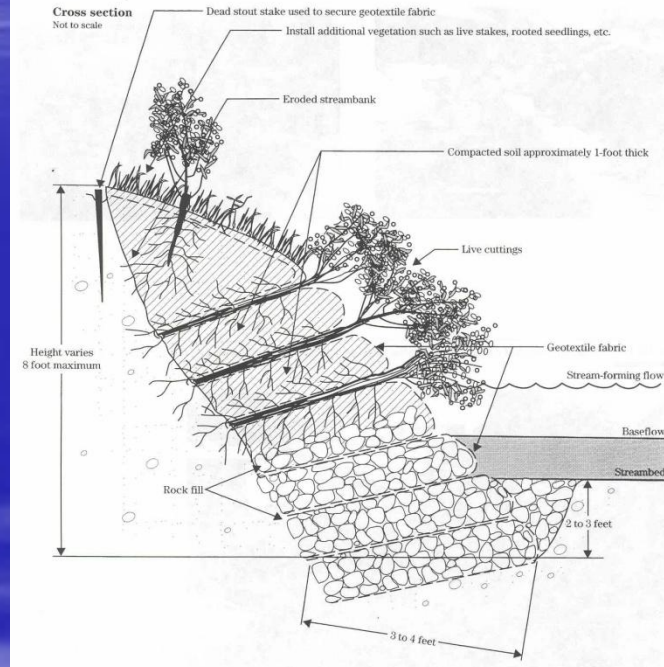 Cross section
Not to scale
Dead stout stake used to secure geotextile fabric
Install additional vegetation such as live stakes, rooted seedlings, etc.
Eroded streambank
Compacted soil approximately 1-foot thick
Live cuttings
Height varies
8 foot maximum
Geotextile fabric
Stream-forming flow
Baseflow
Streambed
Rock fill
2 to 3 feet
3 to 4 feet